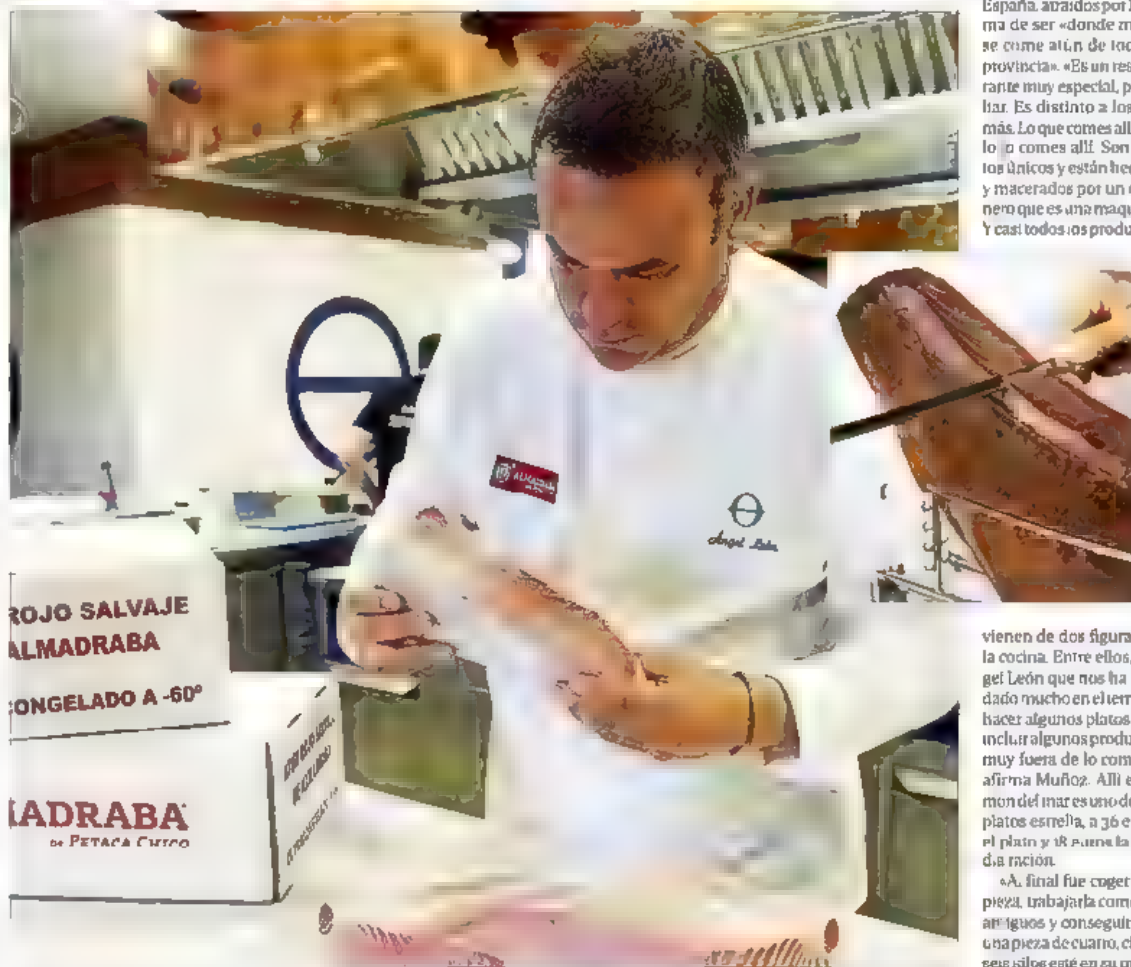 España, atraídos por
ma de ser «donde m
se come atún de tod
provincia». «Es un res
rante muy especial, p
liar. Es distinto a los
más. Lo que comes all
lo comes allí. Son
tos únicos y están hec
y macerados por un
nero que es una maqu
Y casi todos los produ
ALMADRABA
Ángel León
ROJO SALVAJE
ALMADRABA
CONGELADO A -60º
MADRABA
DE PETACA CHICO
vienen de dos figura
la cocina. Entre ellos,
gel León que nos ha
dado mucho en el tem
hacer algunos platos
incluir algunos produ
muy fuera de lo com
afirma Muñoz. Allí e
mon del mar es uno de
platos estrella, a 36 e
el plato y 18 euros la
dia ración.
«Al final fue coger
pieza, trabajarla com
antiguos y conseguir
una pieza de cuatro, ci
seis kilos esté en su